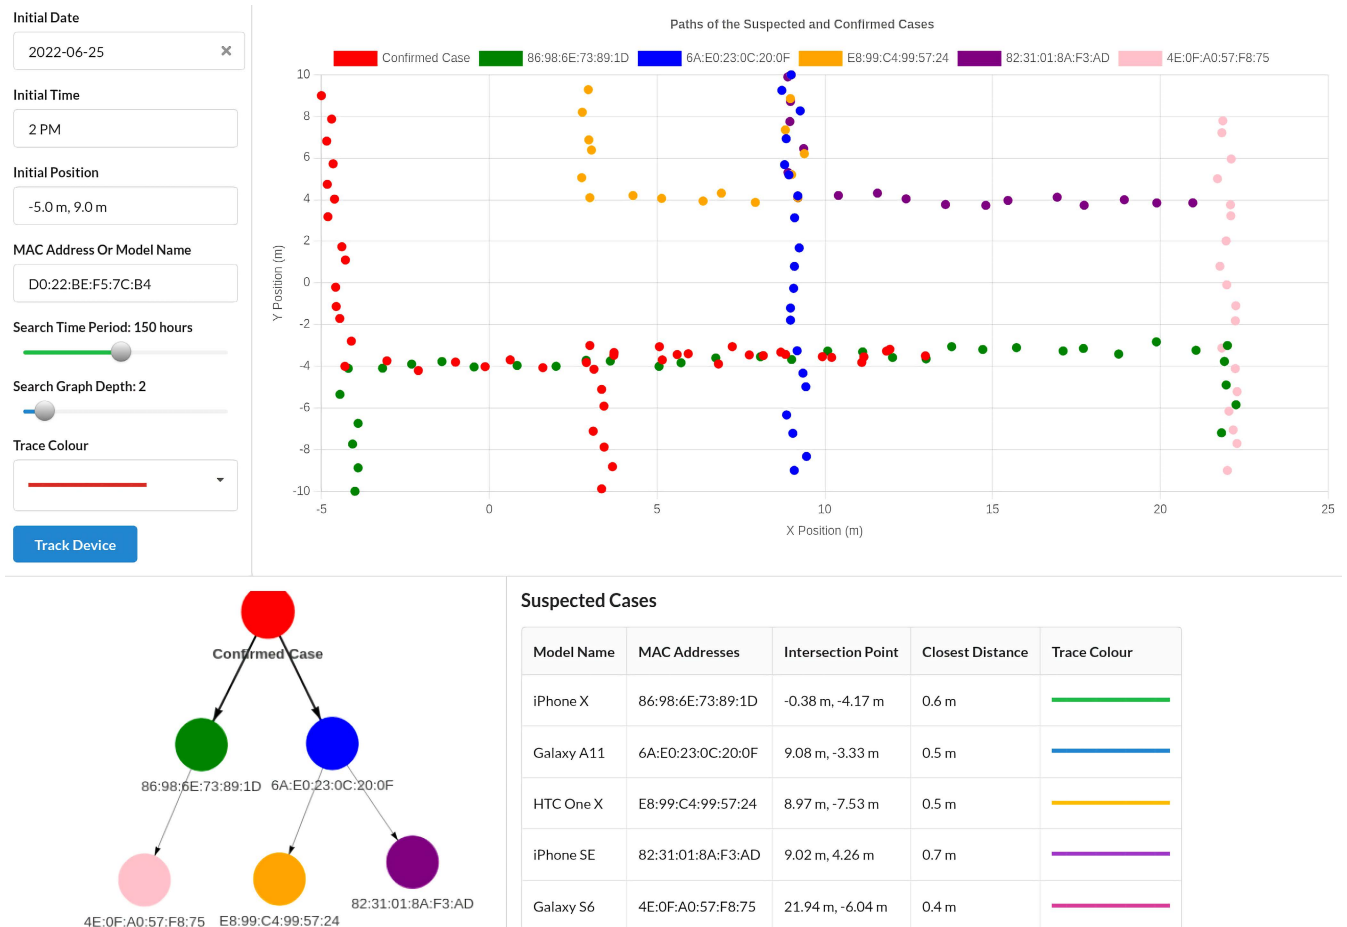 Initial Date
2022-06-25
Initial Time
2 PM
Initial Position
-5.0 m, 9.0 m
MAC Address Or Model Name
D0:22:BE:F5:7C:B4
Search Time Period: 150 hours
Search Graph Depth: 2
Trace Colour
Track Device
Paths of the Suspected and Confirmed Cases
Confirmed Case 86:98:6E:73:89:1D 6A:E0:23:0C:20:0F E8:99:C4:99:57:24 82:31:01:8A:F3:AD 4E:0F:A0:57:F8:75
10
8
6
4
2
0
-2
-4
-6
-8
-10
Y Position (m)
-5 0 5 10 15 20 25
X Position (m)
Confirmed Case
86:98:6E:73:89:1D 6A:E0:23:0C:20:0F
82:31:01:8A:F3:AD
4E:0F:A0:57:F8:75 E8:99:C4:99:57:24
Suspected Cases
Model Name MAC Addresses Intersection Point Closest Distance Trace Colour
iPhone X 86:98:6E:73:89:1D -0.38 m, -4.17 m 0.6 m
Galaxy A11 6A:E0:23:0C:20:0F 9.08 m, -3.33 m 0.5 m
HTC One X E8:99:C4:99:57:24 8.97 m, -7.53 m 0.5 m
iPhone SE 82:31:01:8A:F3:AD 9.02 m, 4.26 m 0.7 m
Galaxy S6 4E:0F:A0:57:F8:75 21.94 m, -6.04 m 0.4 m